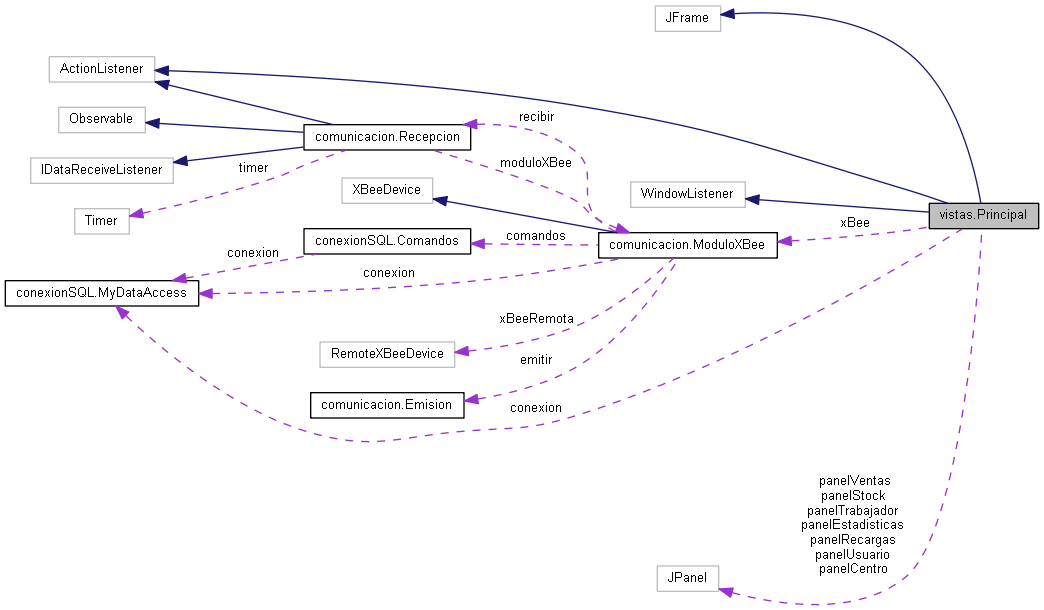 JFrame
ActionListener
Observable
recibir
comunicacion.Recepcion
timer
moduloXBee
IDataReceiveListener
XBeeDevice
WindowListener
Timer
vistas.Principal
xBee
conexionSQL.Comandos
comandos
comunicacion.ModuloXBee
conexion
conexion
conexionSQL.MyDataAccess
xBeeRemota
RemoteXBeeDevice
emitir
comunicacion.Emision
conexion
panelVentas
panelStock
panelTrabajador
panelEstadisticas
panelRecargas
panelUsuario
panelCentro
JPanel